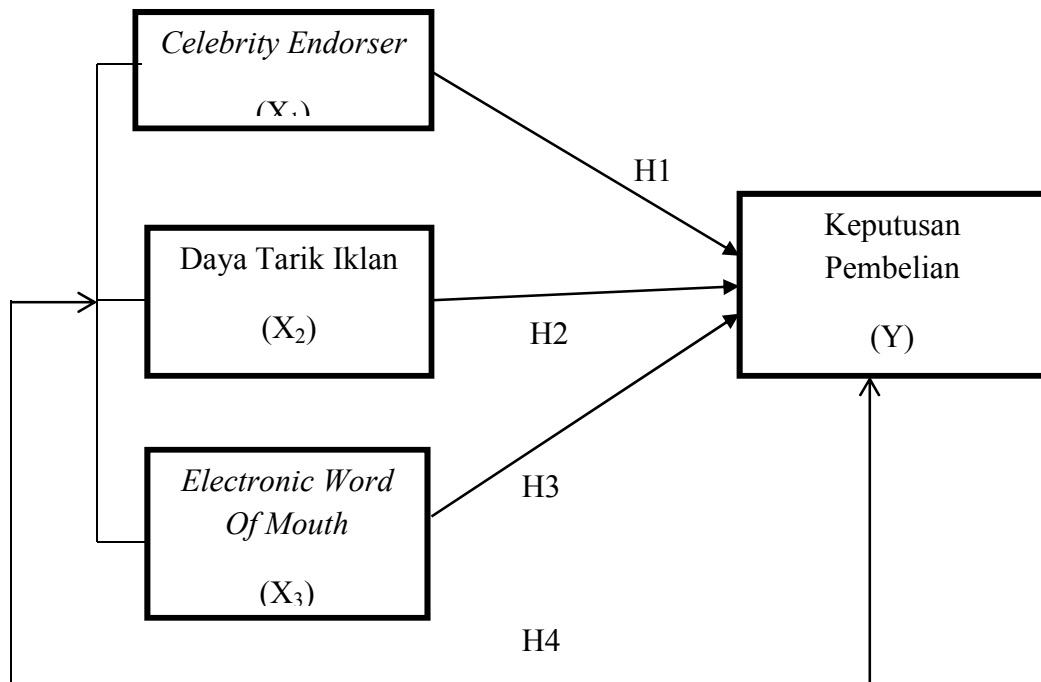 Celebrity Endorser
(X₁)
H1
Keputusan
Pembelian
(Y)
Daya Tarik Iklan
(X₂)
H2
Electronic Word
Of Mouth
(X₃)
H3
H4